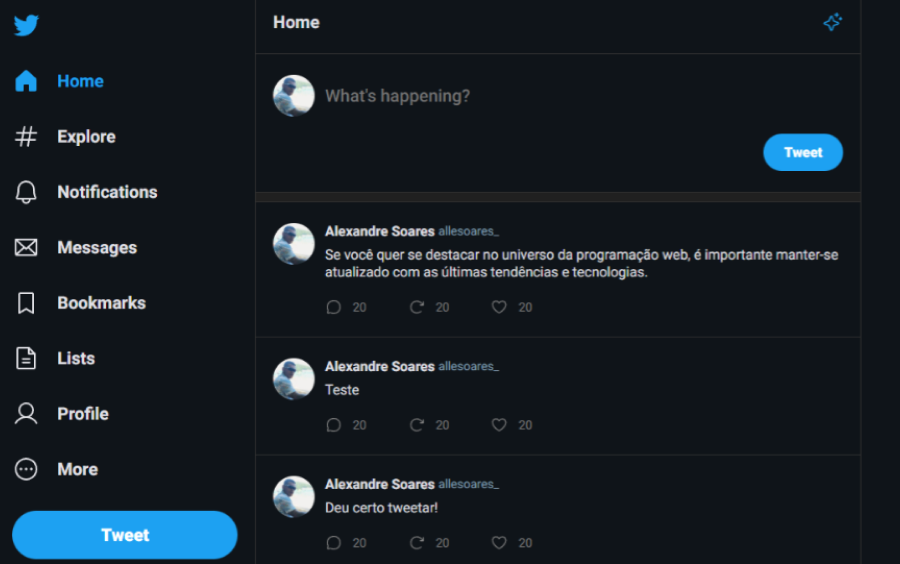 Home
Explore
Notifications
Messages
Bookmarks
Lists
Profile
More
Tweet
Home
What's happening?
Tweet
Alexandre Soares allesoares_
Se você quer se destacar no universo da programação web, é importante manter-se
atualizado com as últimas tendências e tecnologias.
20 20 20
Alexandre Soares allesoares_
Teste
20 20 20
Alexandre Soares allesoares_
Deu certo tweetar!
20 20 20